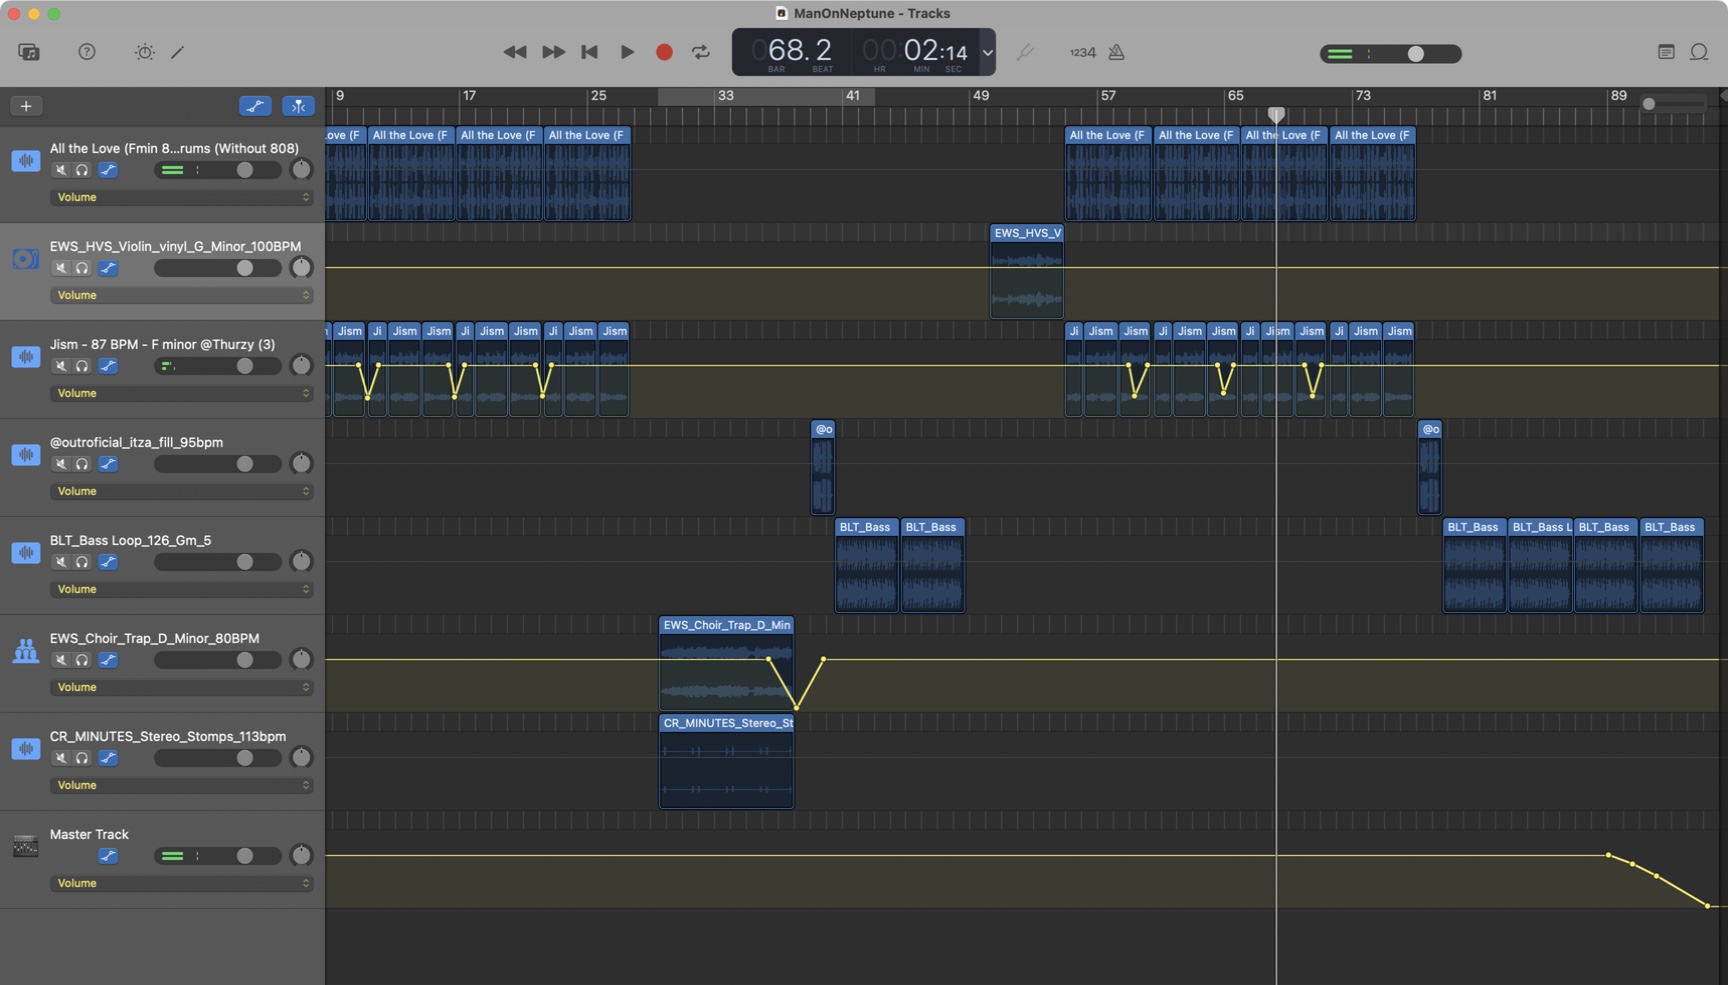 ManOnNeptune - Tracks
068.2 00:02:14
BAR BEAT HR MIN SEC
1234
9 17 25 33 41 49 57 65 73 81 89
All the Love (Fmin 8...rums (Without 808)
Volume
ove (F All the Love (F All the Love (F All the Love (F All the Love (F All the Love (F All the Love (F All the Love (F
EWS_HVS_Violin_vinyl_G_Minor_100BPM
Volume
EWS_HVS_V
Jism - 87 BPM - F minor @Thurzy (3)
Volume
Jism Ji Jism Jism Ji Jism Jism Ji Jism Jism Ji Jism Jism Ji Jism Jism Ji Jism Jism Ji Jism Jism
@outroficial_itza_fill_95bpm
Volume
@o @o
BLT_Bass Loop_126_Gm_5
Volume
BLT_Bass BLT_Bass BLT_Bass BLT_Bass L BLT_Bass BLT_Bass
EWS_Choir_Trap_D_Minor_80BPM
Volume
EWS_Choir_Trap_D_Min
CR_MINUTES_Stereo_Stomps_113bpm
Volume
CR_MINUTES_Stereo_St
Master Track
Volume